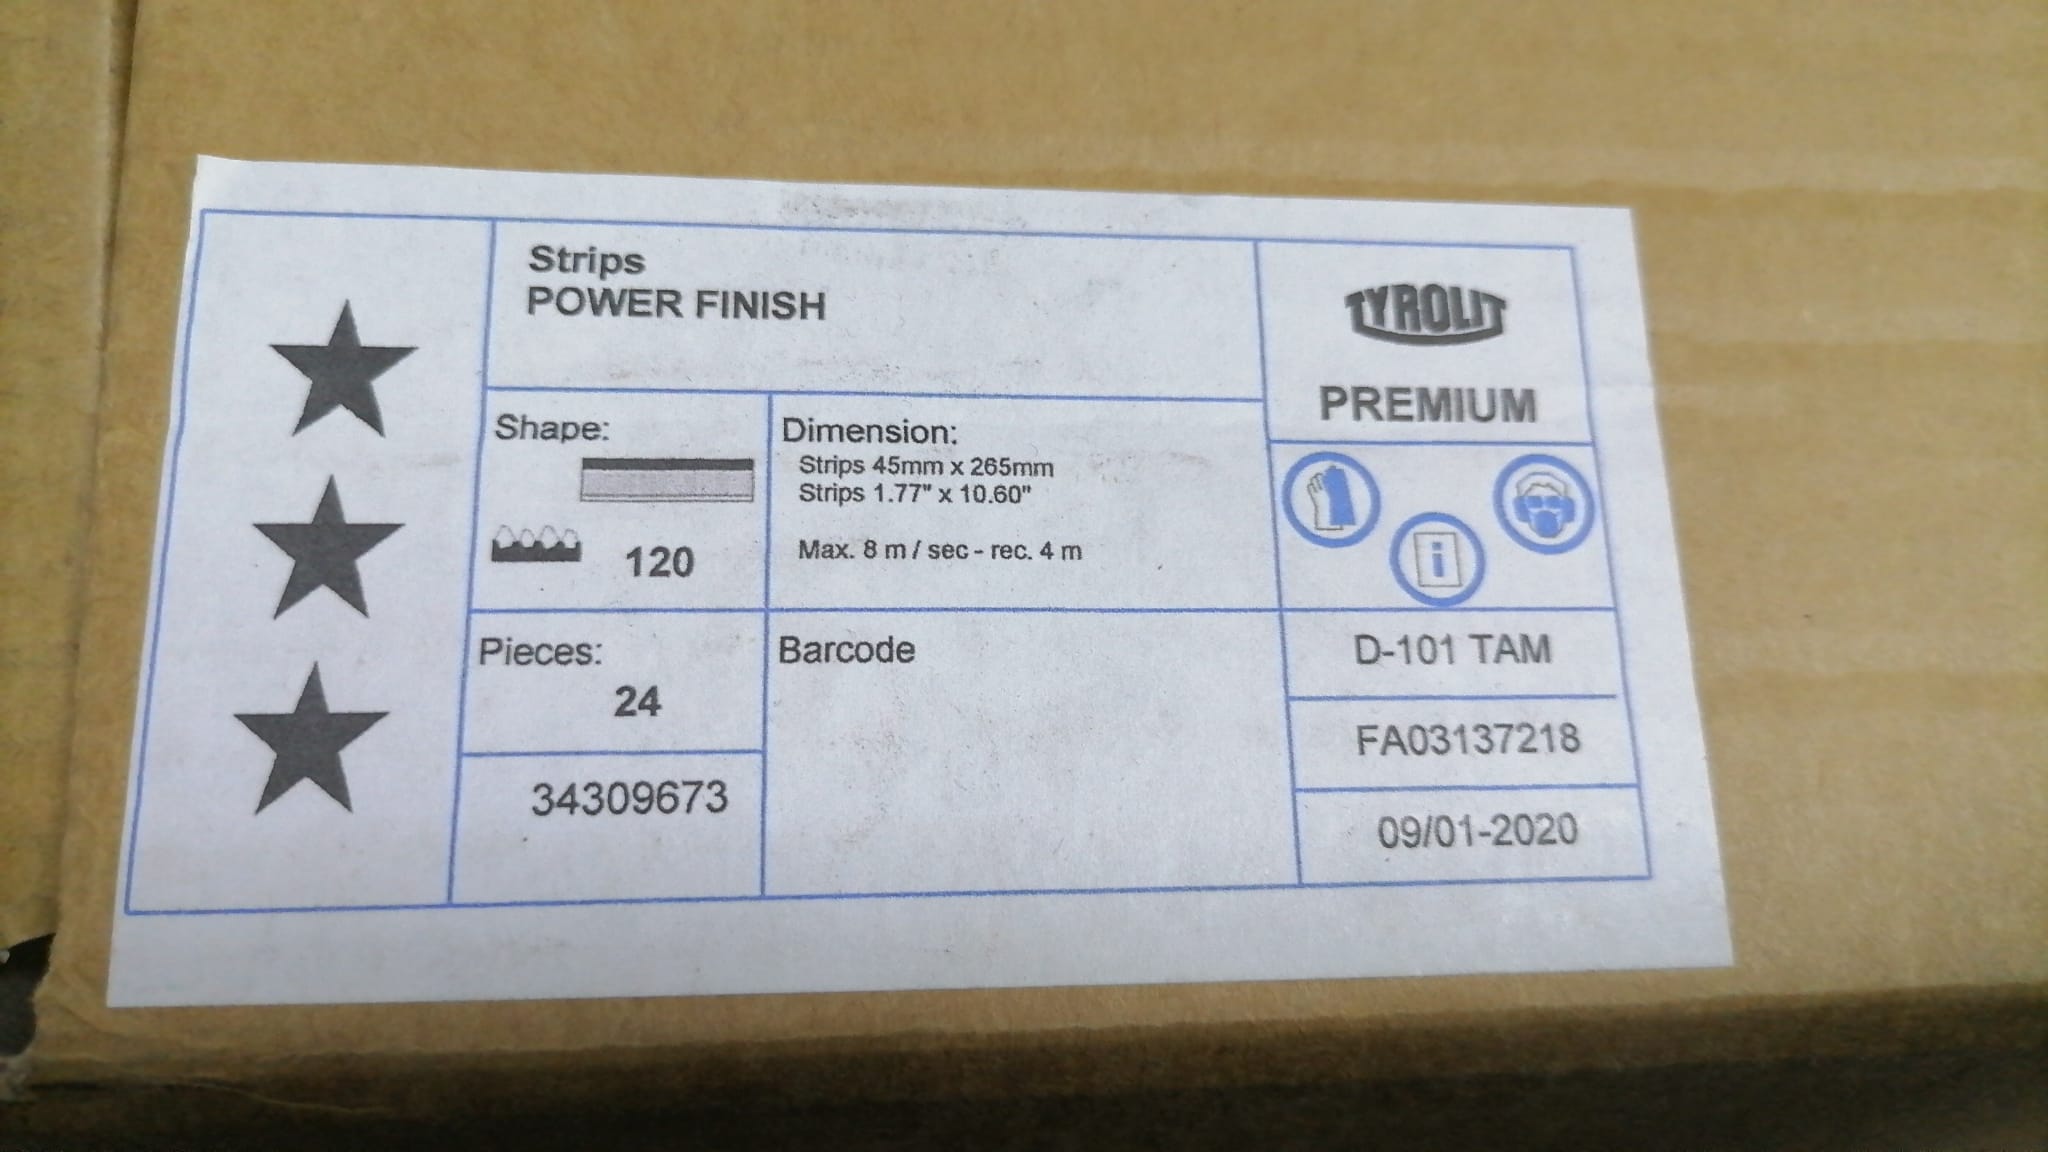 Strips
POWER FINISH
TYROLIT
PREMIUM
Shape:
120
Dimension:
Strips 45mm x 265mm
Strips 1.77" x 10.60"
Max. 8 m / sec - rec. 4 m
i
Pieces:
24
34309673
Barcode
D-101 TAM
FA03137218
09/01-2020